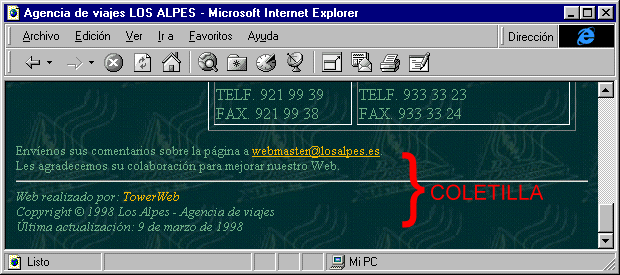 Agencia de viajes LOS ALPES - Microsoft Internet Explorer
Archivo Edición Ver Ir a Favoritos Ayuda Dirección
TELF. 921 99 39 TELF. 933 33 23
FAX. 921 99 38 FAX. 933 33 24
Envíenos sus comentarios sobre la página a webmaster@losalpes.es.
Les agradecemos su colaboración para mejorar nuestro Web.
COLETILLA
Web realizado por: TowerWeb
Copyright © 1998 Los Alpes - Agencia de viajes
Última actualización: 9 de marzo de 1998
Listo Mi PC